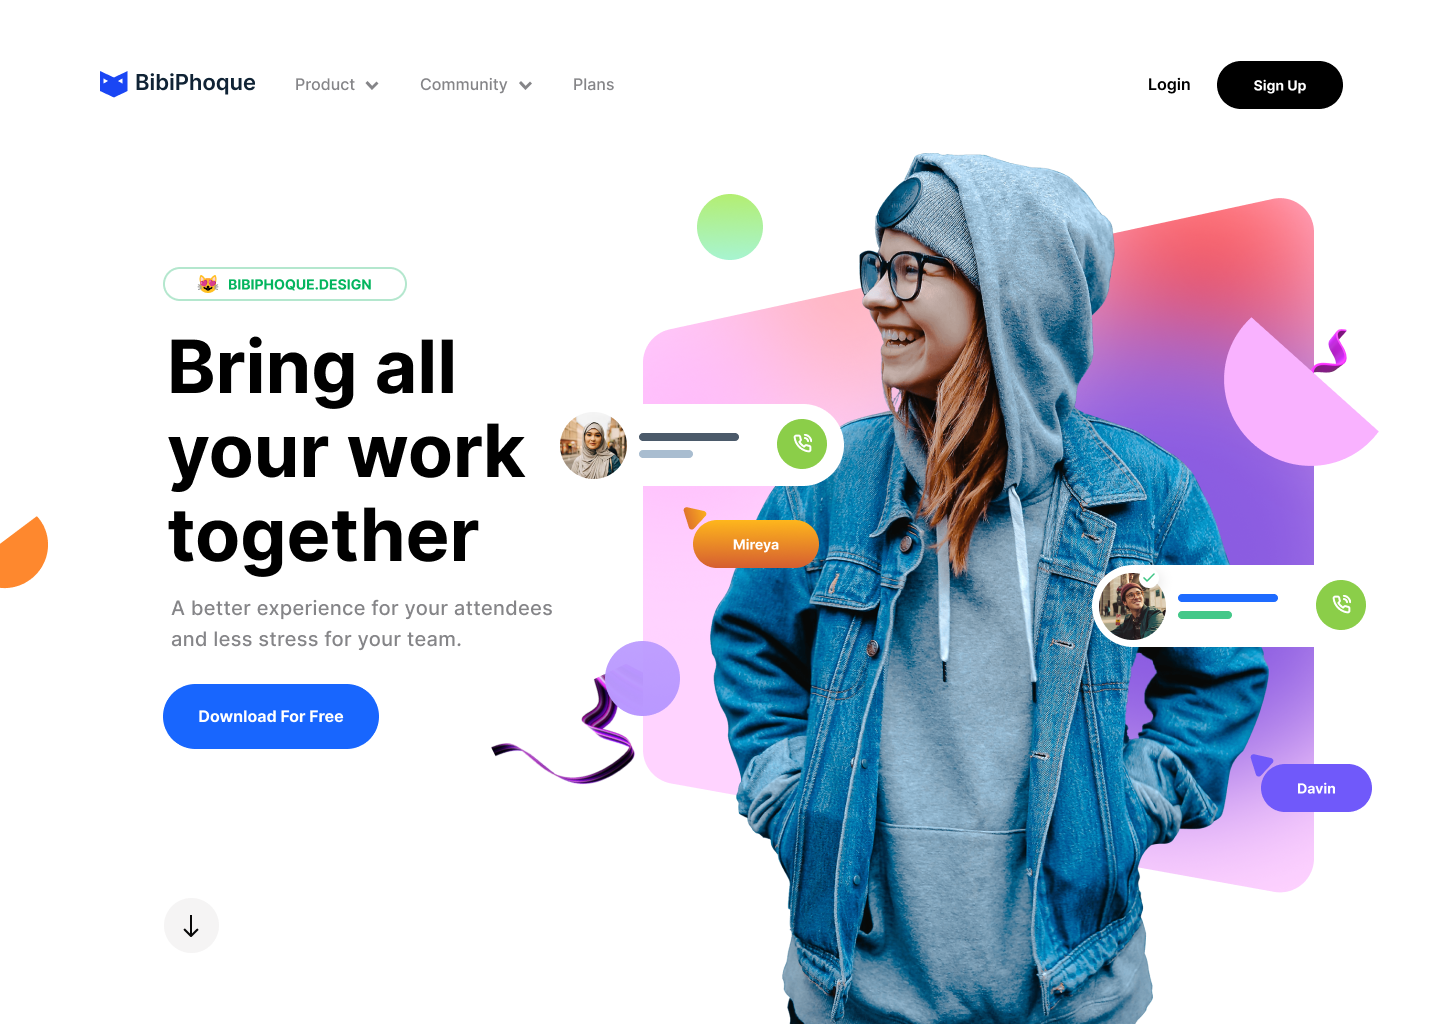 BibiPhoque
Product
Community
Plans
Login
Sign Up
BIBIPHOQUE.DESIGN
Bring all
your work
together
A better experience for your attendees
and less stress for your team.
Download For Free
Mireya
Davin